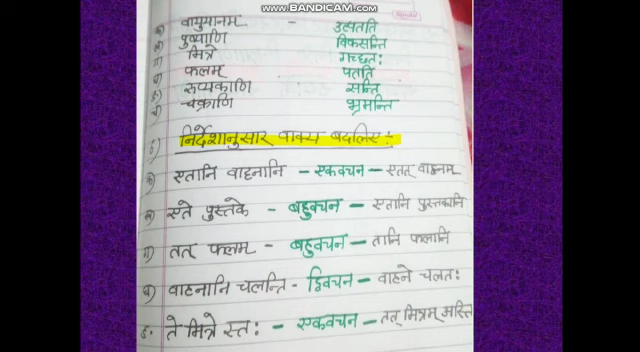 www.BANDICAM.com
क) वायुयानम् - उत्पतति
ख) पुष्पाणि विकसन्ति
ग) मित्रे गच्छतः
घ) फलम् पतति
ङ) रूप्यकाणि सन्ति
च) चक्राणि भ्रमन्ति
निर्देशानुसार वाक्य बदलिए :-
क) एतानि वाहनानि - एकवचन - एतत् वाहनम्
ख) एते पुस्तके - बहुवचन - एतानि पुस्तकानि
ग) तत् फलम् - बहुवचन - तानि फलानि
घ) वाहनानि चलन्ति - द्विवचन - वाहने चलतः
ङ. ते मित्रे स्तः - एकवचन - तत् मित्रम् अस्ति